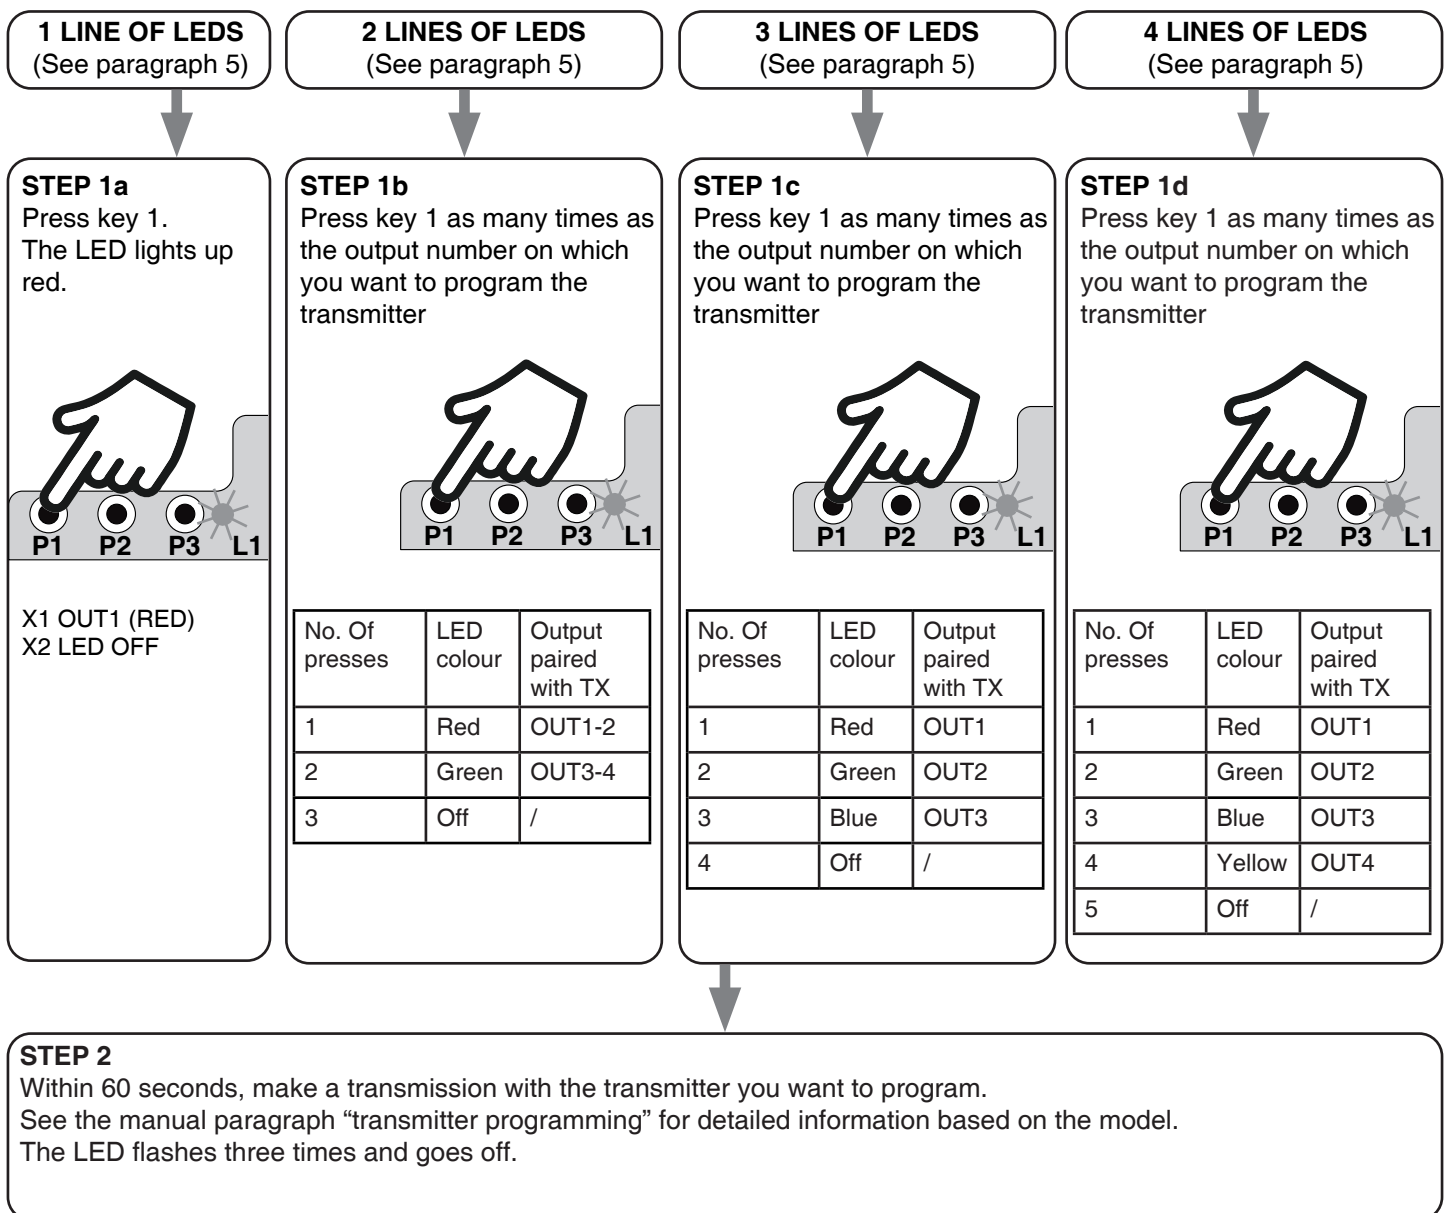 1 LINE OF LEDS
(See paragraph 5)
2 LINES OF LEDS
(See paragraph 5)
3 LINES OF LEDS
(See paragraph 5)
4 LINES OF LEDS
(See paragraph 5)
STEP 1a
Press key 1.
The LED lights up
red.
P1 P2 P3 L1
X1 OUT1 (RED)
X2 LED OFF
STEP 1b
Press key 1 as many times as
the output number on which
you want to program the
transmitter
P1 P2 P3 L1
No. Of presses LED colour Output paired with TX
1 Red OUT1-2
2 Green OUT3-4
3 Off /
STEP 1c
Press key 1 as many times as
the output number on which
you want to program the
transmitter
P1 P2 P3 L1
No. Of presses LED colour Output paired with TX
1 Red OUT1
2 Green OUT2
3 Blue OUT3
4 Off /
STEP 1d
Press key 1 as many times as
the output number on which
you want to program the
transmitter
P1 P2 P3 L1
No. Of presses LED colour Output paired with TX
1 Red OUT1
2 Green OUT2
3 Blue OUT3
4 Yellow OUT4
5 Off /
STEP 2
Within 60 seconds, make a transmission with the transmitter you want to program.
See the manual paragraph “transmitter programming” for detailed information based on the model.
The LED flashes three times and goes off.